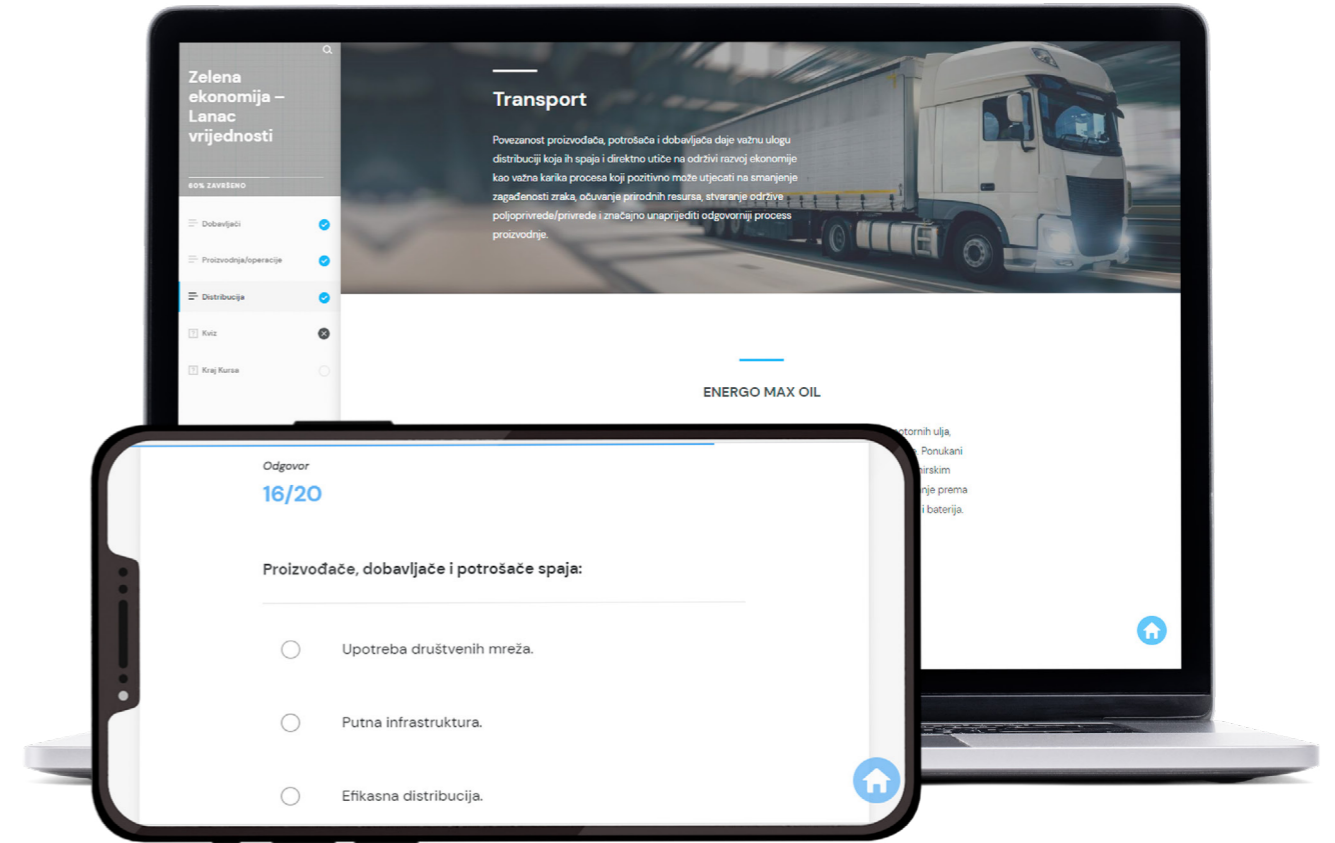 Zelena
ekonomija –
Lanac
vrijednosti
60% ZAVRŠENO
Dobavljači
Proizvodnja/operacije
Distribucija
Kviz
Kraj Kursa
Transport
Povezanost proizvođača, potrošača i dobavljača daje važnu ulogu
distribuciji koja ih spaja i direktno utiče na održivi razvoj ekonomije
kao važna karika procesa koji pozitivno može utjecati na smanjenje
zagađenosti zraka, očuvanje prirodnih resursa, stvaranje održive
poljoprivrede/privrede i značajno unaprijediti odgovorniji process
proizvodnje.
ENERGO MAX OIL
ulja,
Ponukani
prema
i baterija.
Odgovor
16/20
Proizvođače, dobavljače i potrošače spaja:
Upotreba društvenih mreža.
Putna infrastruktura.
Efikasna distribucija.